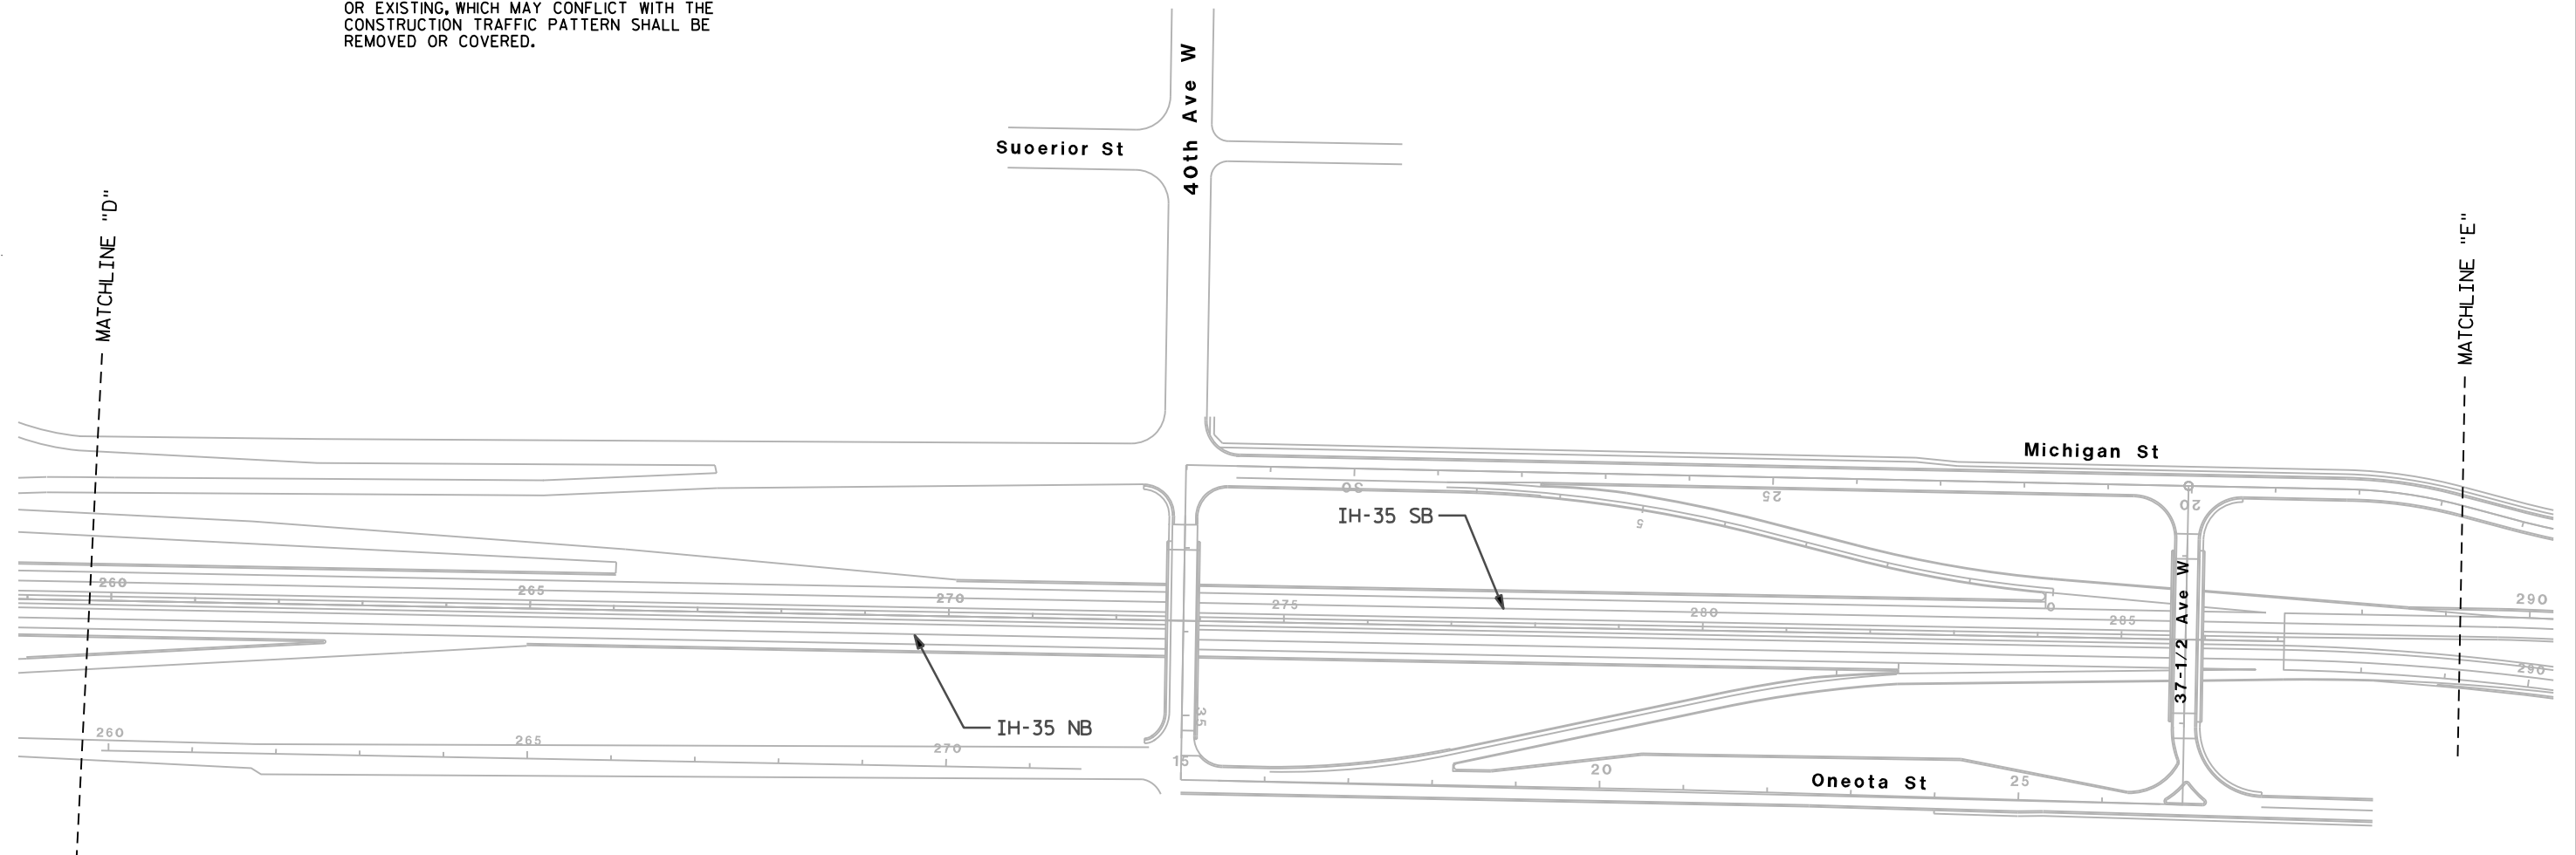 OR EXISTING, WHICH MAY CONFLICT WITH THE
CONSTRUCTION TRAFFIC PATTERN SHALL BE
REMOVED OR COVERED.
40th Ave W
Suoerior St
MATCHLINE "D"
MATCHLINE "E"
Michigan St
30
25
20
5
IH-35 SB
260
265
270
275
280
0
285
290
37-1/2 Ave W
290
IH-35 NB
35
260
265
270
15
20
Oneota St
25